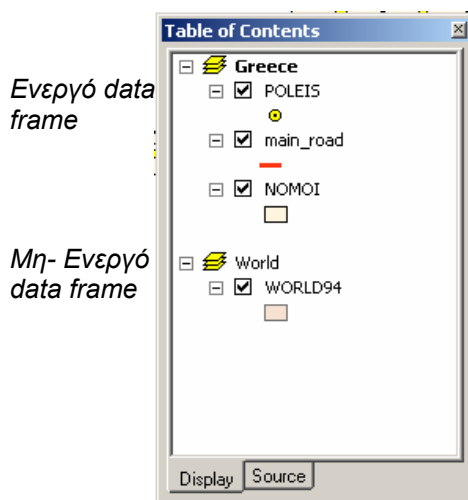 Table of Contents
Ενεργό data
frame
Greece
POLEIS
main_road
NOMOI
Μη- Ενεργό
data frame
World
WORLD94
Display
Source